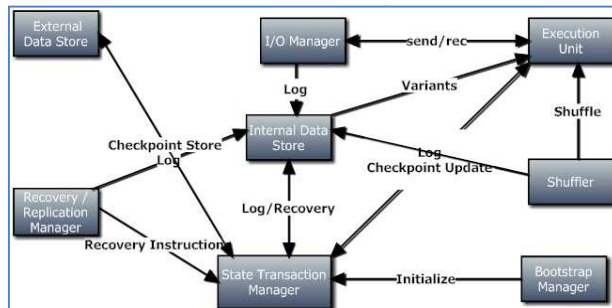 External
Data Store
I/O Manager
send/rec
Execution
Unit
Log
Variants
Shuffle
Internal Data
Store
Checkpoint Store
Log
Log
Checkpoint Update
Shuffler
Recovery /
Replication
Manager
Log/Recovery
Recovery Instruction
State Transaction
Manager
Initialize
Bootstrap
Manager